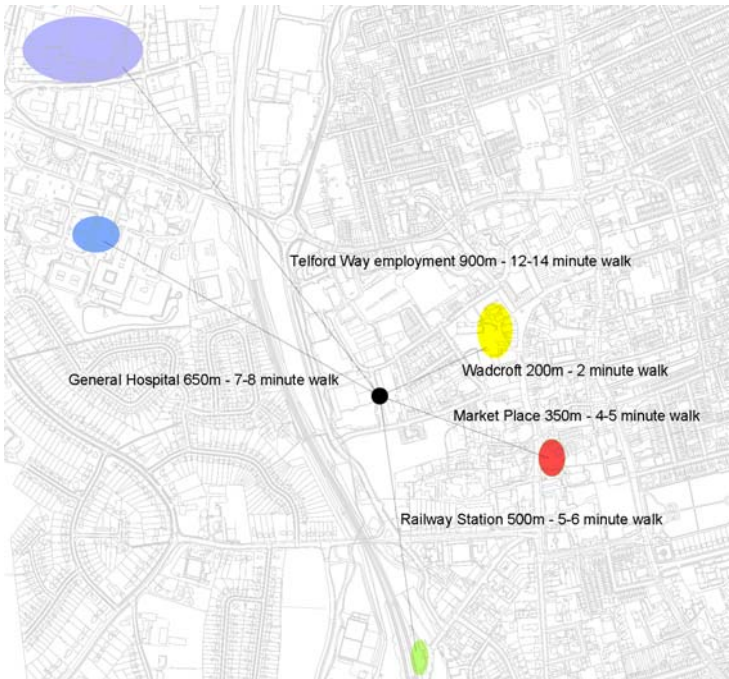 Telford Way employment 900m - 12-14 minute walk
Wadcroft 200m - 2 minute walk
General Hospital 650m - 7-8 minute walk
Market Place 350m - 4-5 minute walk
Railway Station 500m - 5-6 minute walk